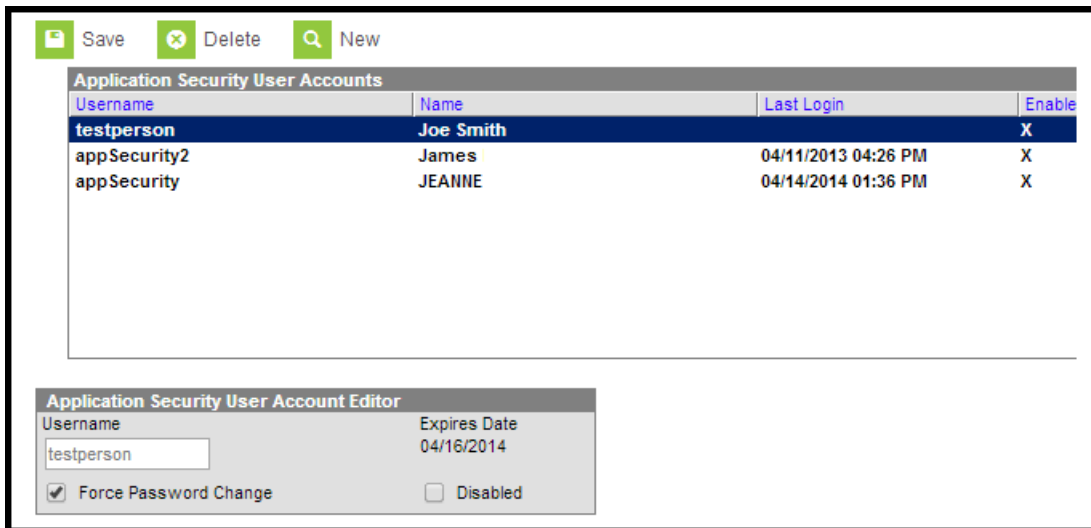 Save Delete New
Application Security User Accounts
Username Name Last Login Enable
testperson Joe Smith X
appSecurity2 James 04/11/2013 04:26 PM X
appSecurity JEANNE 04/14/2014 01:36 PM X
Application Security User Account Editor
Username Expires Date
testperson 04/16/2014
Force Password Change Disabled